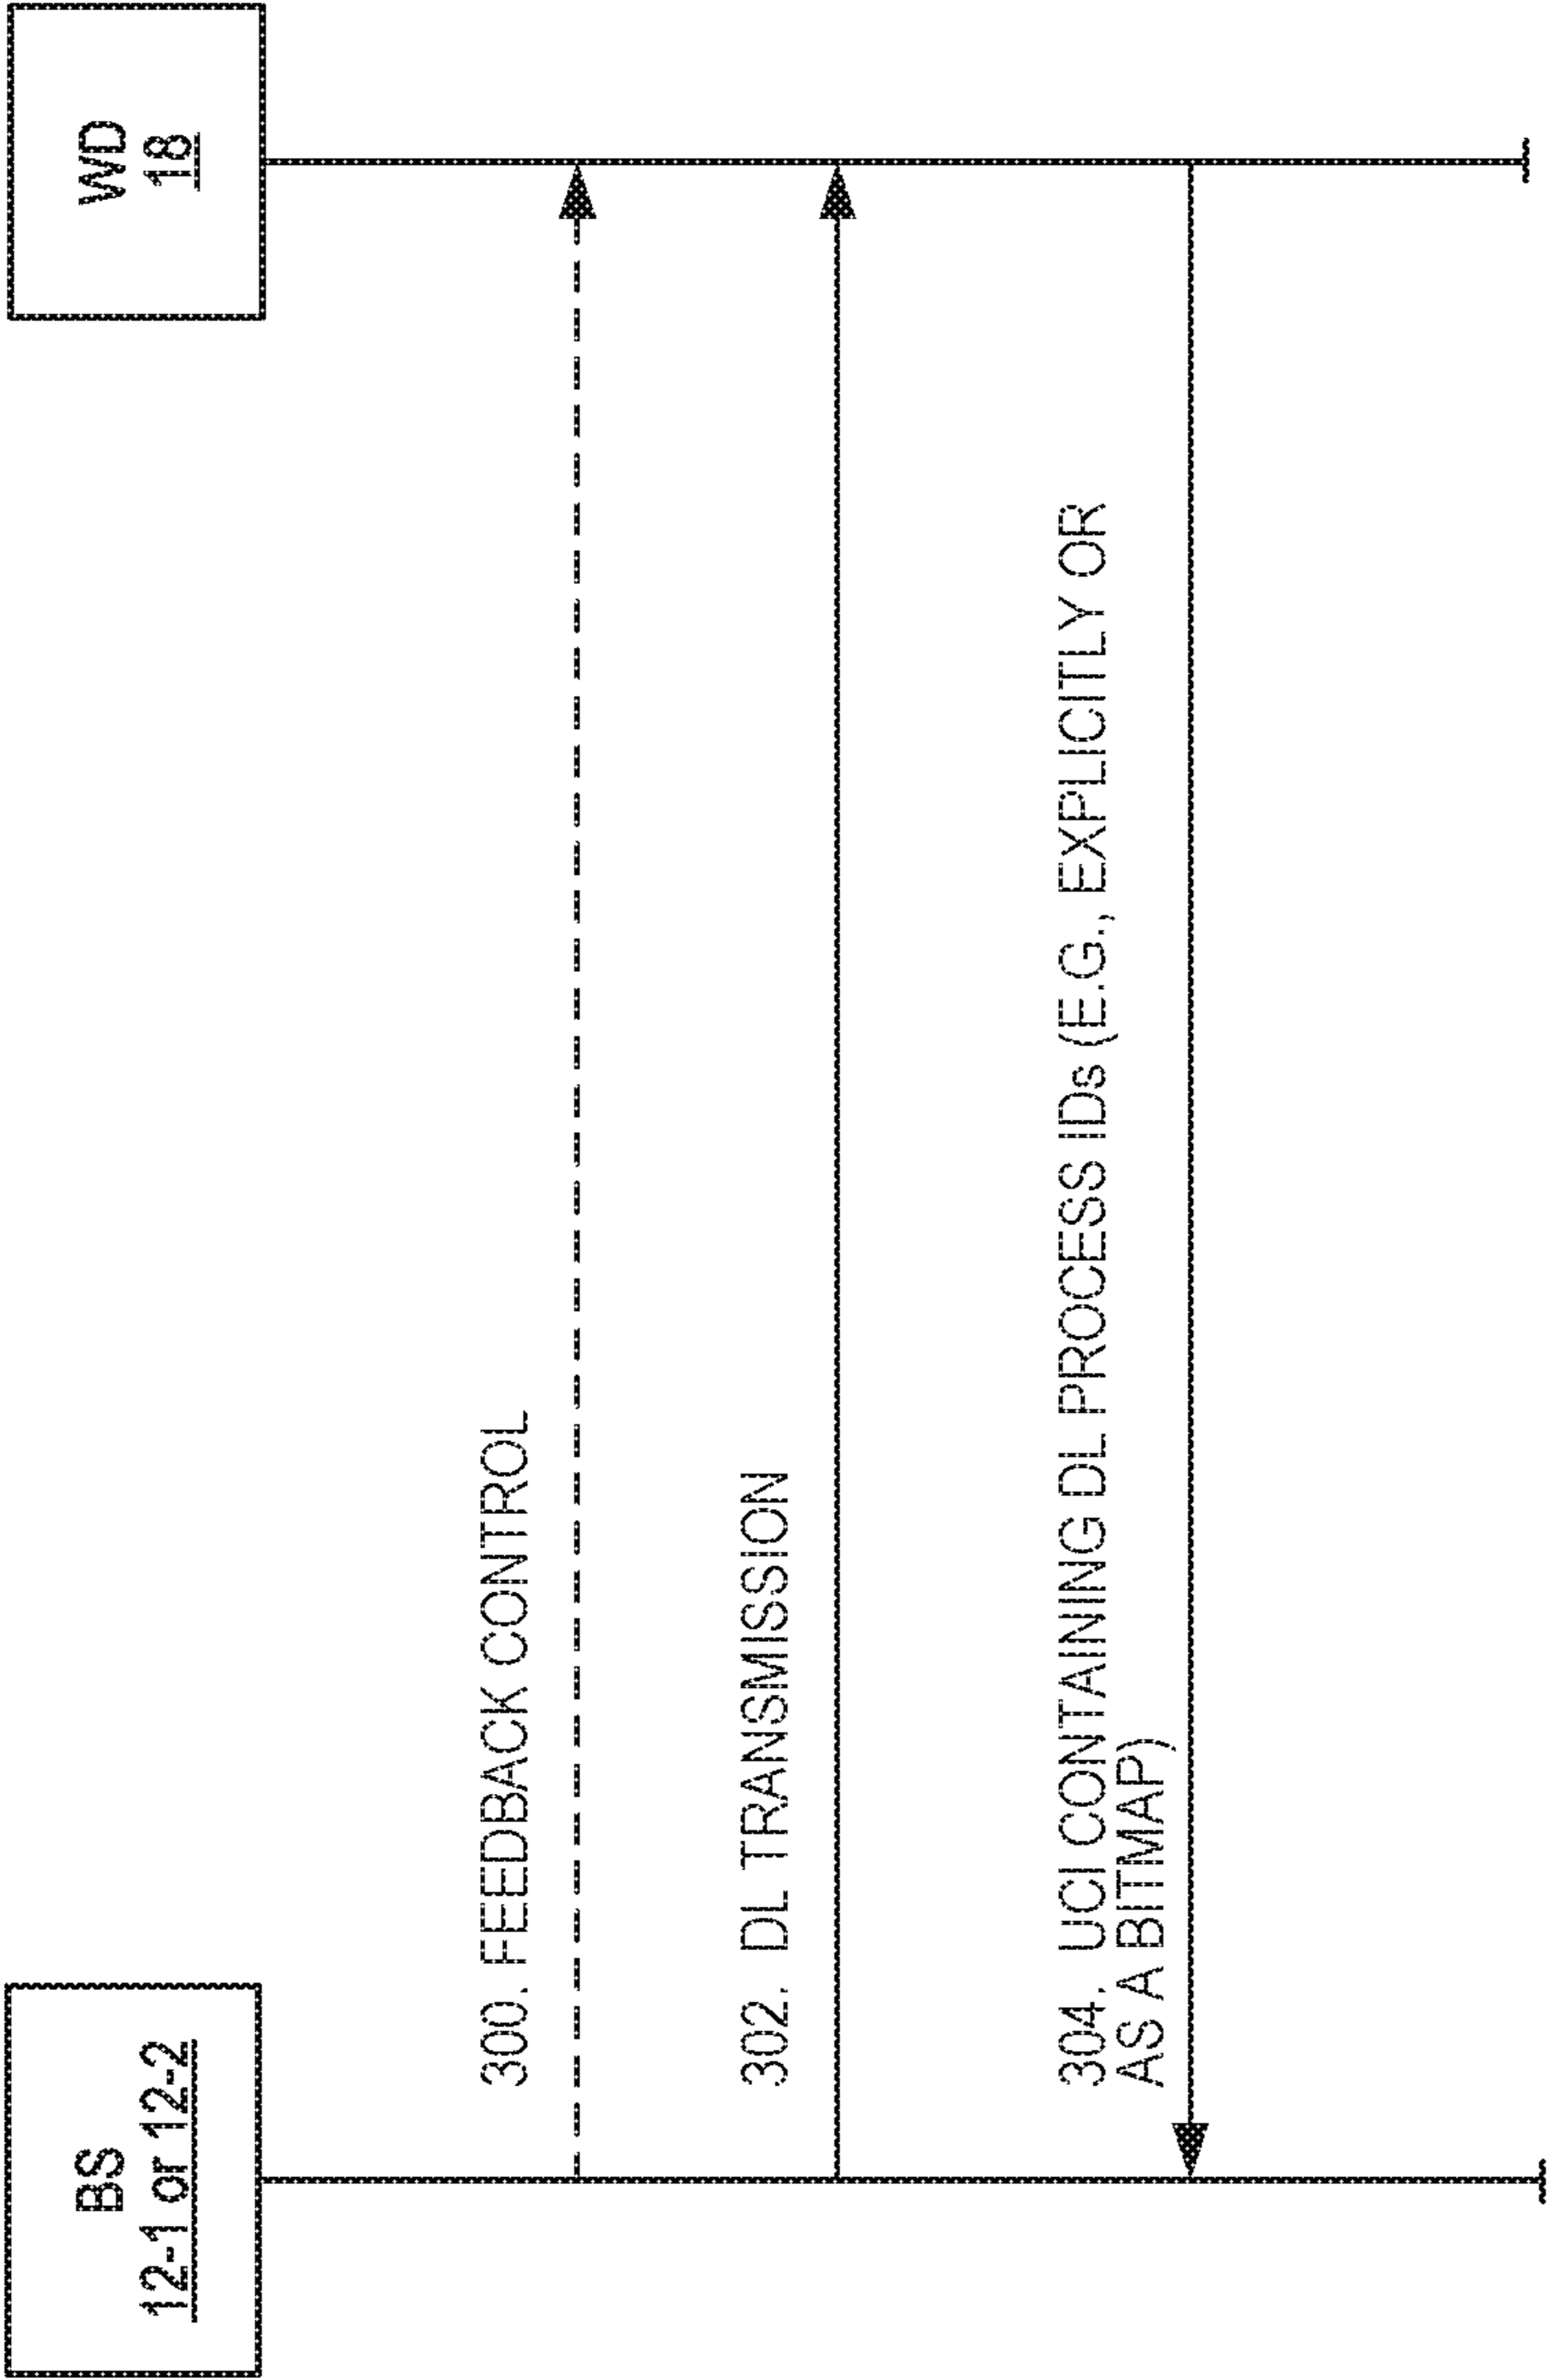 BS
12-1 or 12-2
WD
18
300. FEEDBACK CONTROL
302. DL TRANSMISSION
304. UCI CONTAINING DL PROCESS IDs (E.G., EXPLICITLY OR
AS A BITMAP)